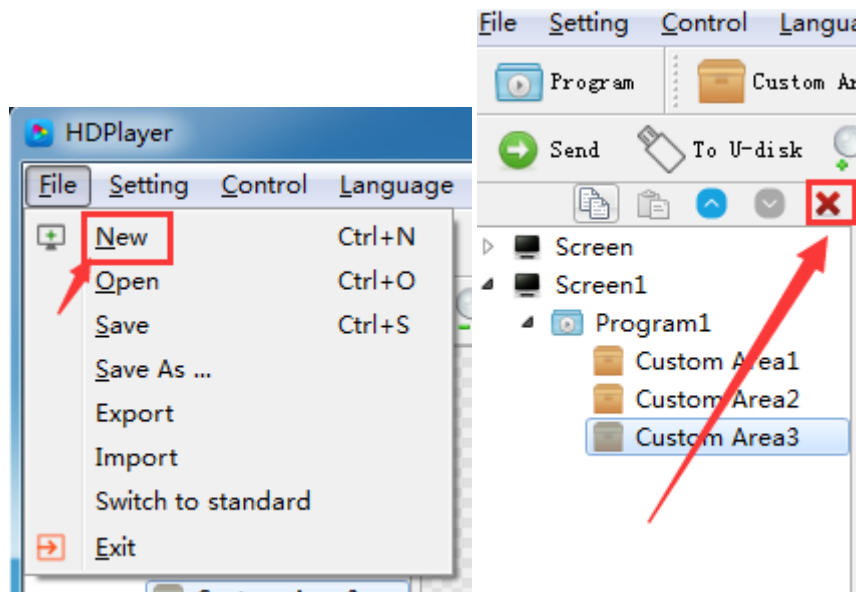 HDPlayer
File Setting Control Language
New Ctrl+N
Open Ctrl+O
Save Ctrl+S
Save As ...
Export
Import
Switch to standard
Exit
File Setting Control
Program Custom
Send To U-disk
Screen
Screen1
Program1
Custom Area1
Custom Area2
Custom Area3